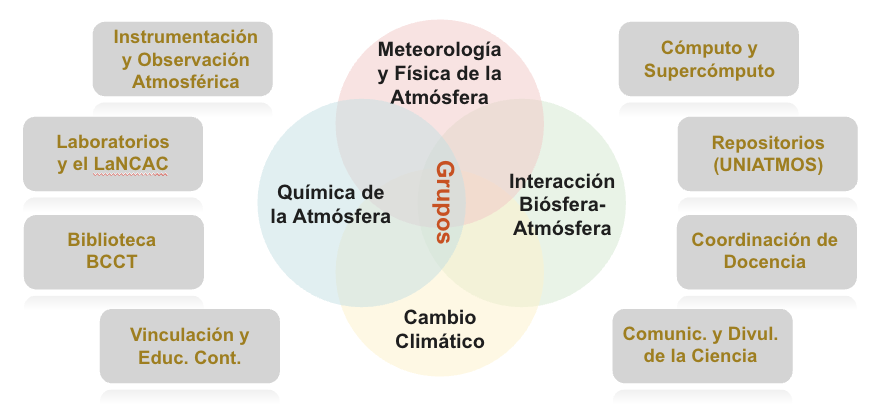 Instrumentación
y Observación
Atmosférica
Laboratorios
y el LaNCAC
Biblioteca
BCCT
Vinculación y
Educ. Cont.
Meteorología
y Física de la
Atmósfera
Química de
la Atmósfera
Grupos
Interacción
Biósfera-
Atmósfera
Cambio
Climático
Cómputo y
Supercómputo
Repositorios
(UNIATMOS)
Coordinación de
Docencia
Comunic. y Divul.
de la Ciencia